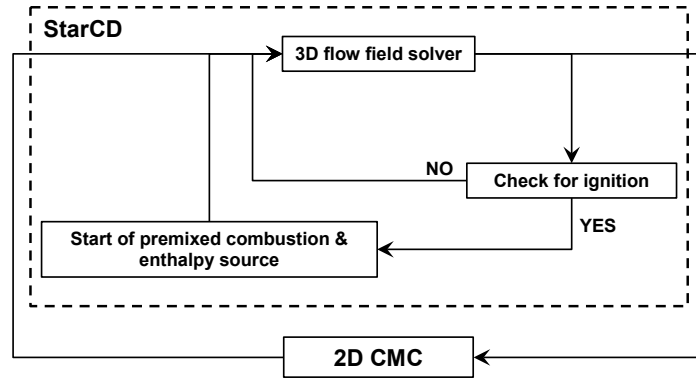 StarCD
3D flow field solver
NO
Check for ignition
YES
Start of premixed combustion &
enthalpy source
2D CMC